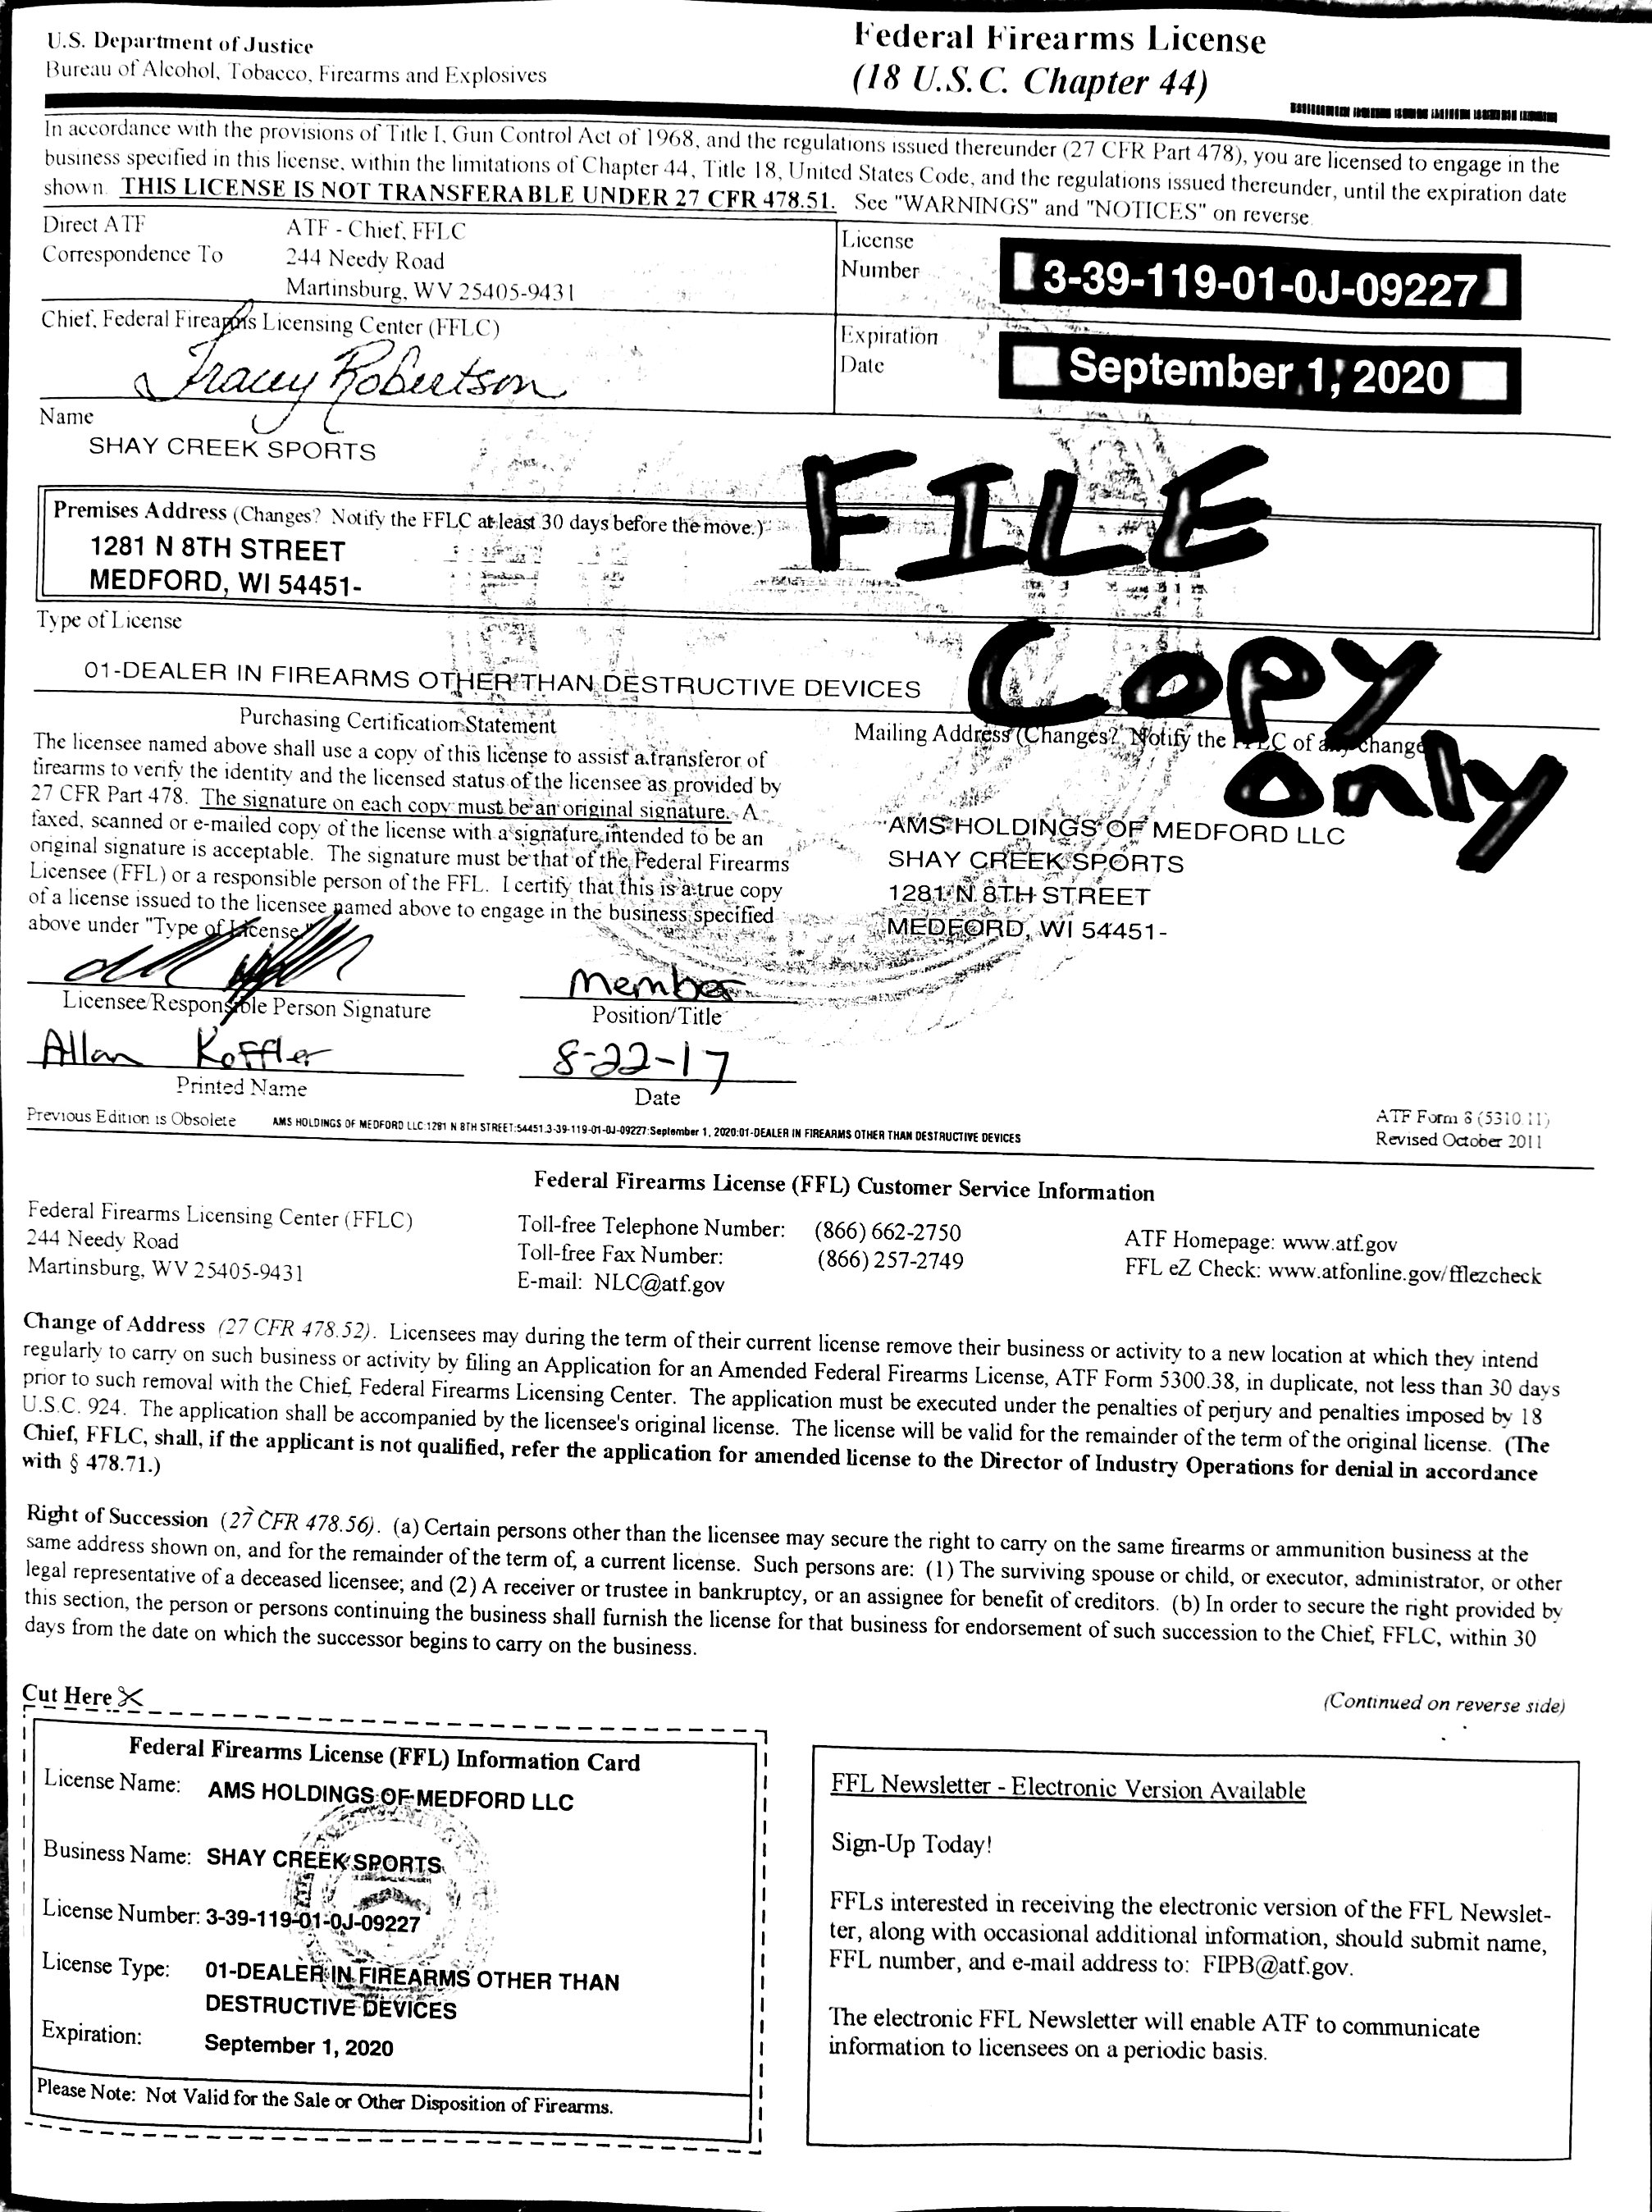 U.S. Department of Justice
Bureau of Alcohol, Tobacco, Firearms and Explosives
Federal Firearms License
(18 U.S.C. Chapter 44)
In accordance with the provisions of Title I, Gun Control Act of 1968, and the regulations issued thereunder (27 CFR Part 478), you are licensed to engage in the
business specified in this license, within the limitations of Chapter 44, Title 18, United States Code, and the regulations issued thereunder, until the expiration date
shown. THIS LICENSE IS NOT TRANSFERABLE UNDER 27 CFR 478.51. See "WARNINGS" and "NOTICES" on reverse.
Direct ATF
Correspondence To
ATF - Chief, FFLC
244 Needy Road
Martinsburg, WV 25405-9431
License
Number
3-39-119-01-0J-09227
Chief, Federal Firearms Licensing Center (FFLC)
Tracey Robertson
Expiration
Date
September 1, 2020
Name
SHAY CREEK SPORTS
FILE
Copy
Only
Premises Address (Changes? Notify the FFLC at least 30 days before the move.)
1281 N 8TH STREET
MEDFORD, WI 54451-
Type of License
01-DEALER IN FIREARMS OTHER THAN DESTRUCTIVE DEVICES
Purchasing Certification Statement
The licensee named above shall use a copy of this license to assist a transferor of
firearms to verify the identity and the licensed status of the licensee as provided by
27 CFR Part 478. The signature on each copy must be an original signature. A
faxed, scanned or e-mailed copy of the license with a signature intended to be an
original signature is acceptable. The signature must be that of the Federal Firearms
Licensee (FFL) or a responsible person of the FFL. I certify that this is a true copy
of a license issued to the licensee named above to engage in the business specified
above under "Type of License."
Mailing Address (Changes? Notify the FFLC of any changes
AMS HOLDINGS OF MEDFORD LLC
SHAY CREEK SPORTS
1281 N 8TH STREET
MEDFORD, WI 54451-
Licensee/Responsible Person Signature
Member
Position/Title
Allan Koffler
Printed Name
8-22-17
Date
Previous Edition is Obsolete
AMS HOLDINGS OF MEDFORD LLC:1281 N 8TH STREET:54451:3-39-119-01-0J-09227:September 1, 2020:01-DEALER IN FIREARMS OTHER THAN DESTRUCTIVE DEVICES
ATF Form 8 (5310.11)
Revised October 2011
Federal Firearms License (FFL) Customer Service Information
Federal Firearms Licensing Center (FFLC)
244 Needy Road
Martinsburg, WV 25405-9431
Toll-free Telephone Number: (866) 662-2750
Toll-free Fax Number: (866) 257-2749
E-mail: NLC@atf.gov
ATF Homepage: www.atf.gov
FFL eZ Check: www.atfonline.gov/fflezcheck
Change of Address (27 CFR 478.52). Licensees may during the term of their current license remove their business or activity to a new location at which they intend
regularly to carry on such business or activity by filing an Application for an Amended Federal Firearms License, ATF Form 5300.38, in duplicate, not less than 30 days
prior to such removal with the Chief, Federal Firearms Licensing Center. The application must be executed under the penalties of perjury and penalties imposed by 18
U.S.C. 924. The application shall be accompanied by the licensee's original license. The license will be valid for the remainder of the term of the original license. (The
Chief, FFLC, shall, if the applicant is not qualified, refer the application for amended license to the Director of Industry Operations for denial in accordance
with § 478.71.)
Right of Succession (27 CFR 478.56). (a) Certain persons other than the licensee may secure the right to carry on the same firearms or ammunition business at the
same address shown on, and for the remainder of the term of, a current license. Such persons are: (1) The surviving spouse or child, or executor, administrator, or other
legal representative of a deceased licensee; and (2) A receiver or trustee in bankruptcy, or an assignee for benefit of creditors. (b) In order to secure the right provided by
this section, the person or persons continuing the business shall furnish the license for that business for endorsement of such succession to the Chief, FFLC, within 30
days from the date on which the successor begins to carry on the business.
(Continued on reverse side)
Cut Here
Federal Firearms License (FFL) Information Card
License Name: AMS HOLDINGS OF MEDFORD LLC
Business Name: SHAY CREEK SPORTS
License Number: 3-39-119-01-0J-09227
License Type: 01-DEALER IN FIREARMS OTHER THAN
DESTRUCTIVE DEVICES
Expiration: September 1, 2020
Please Note: Not Valid for the Sale or Other Disposition of Firearms.
FFL Newsletter - Electronic Version Available
Sign-Up Today!
FFLs interested in receiving the electronic version of the FFL Newslet-
ter, along with occasional additional information, should submit name,
FFL number, and e-mail address to: FIPB@atf.gov.
The electronic FFL Newsletter will enable ATF to communicate
information to licensees on a periodic basis.